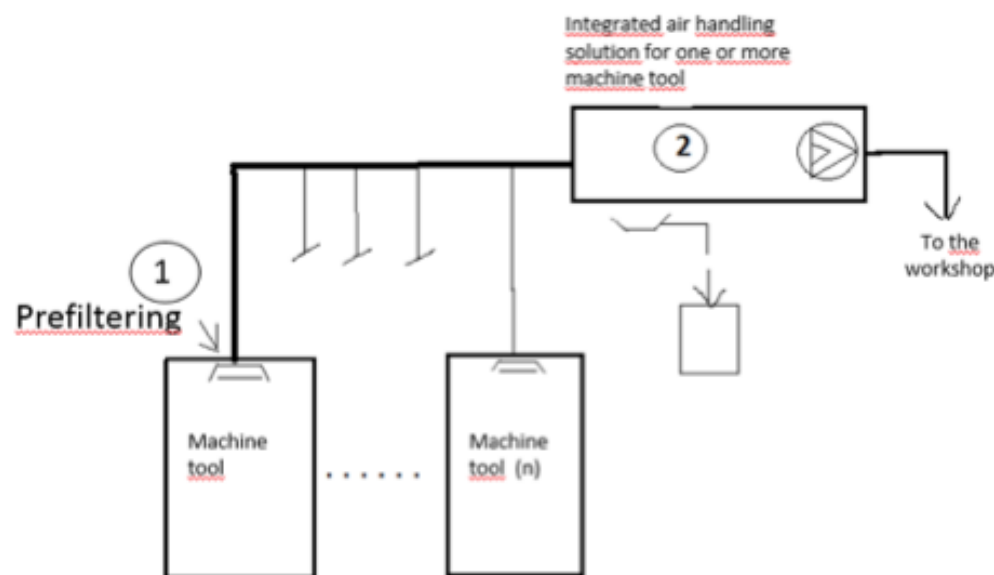 Integrated air handling
solution for one or more
machine tool
2
To the
workshop
1
Prefiltering
Machine
tool
......
Machine
tool (n)